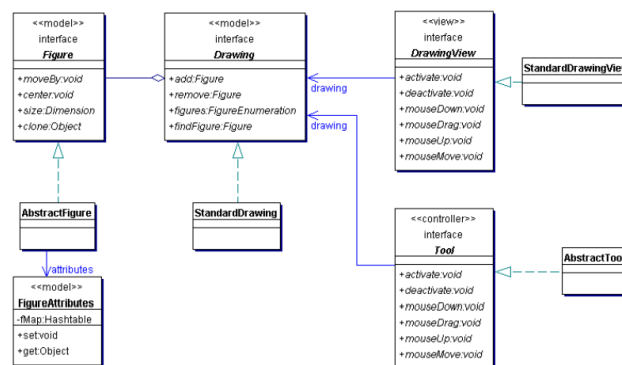 <<model>>
interface
Figure
+moveBy:void
+center:void
+size:Dimension
+clone:Object
<<model>>
interface
Drawing
+add:Figure
+remove:Figure
+figures:FigureEnumeration
+findFigure:Figure
drawing
drawing
<<view>>
interface
DrawingView
+activate:void
+deactivate:void
+mouseDown:void
+mouseDrag:void
+mouseUp:void
+mouseMove:void
StandardDrawingView
AbstractFigure
StandardDrawing
attributes
<<model>>
FigureAttributes
-fMap:Hashtable
+set:void
+get:Object
<<controller>>
interface
Tool
+activate:void
+deactivate:void
+mouseDown:void
+mouseDrag:void
+mouseUp:void
+mouseMove:void
AbstractTool